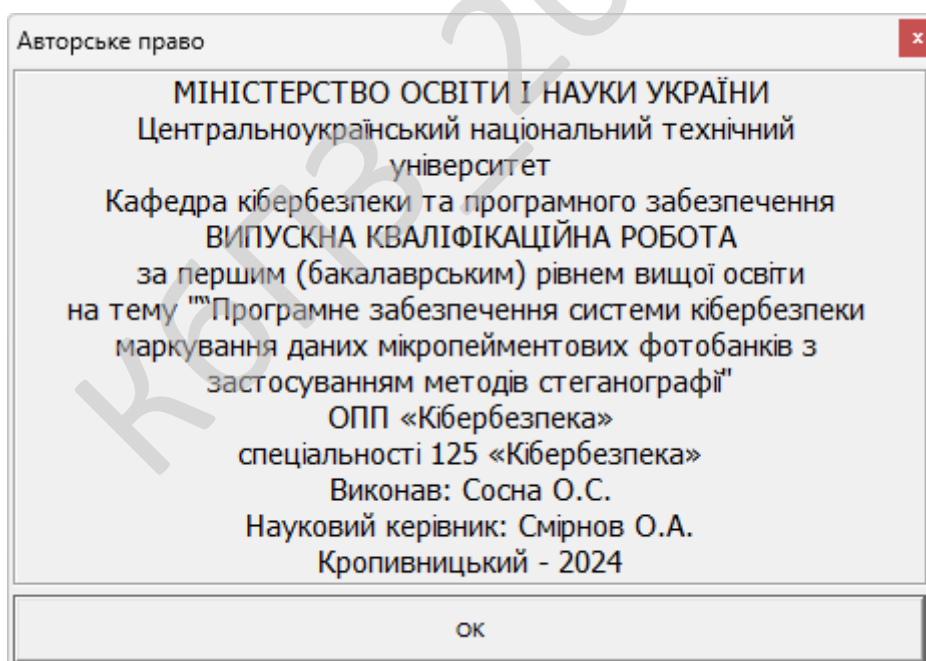 Авторське право
x
МІНІСТЕРСТВО ОСВІТИ І НАУКИ УКРАЇНИ
Центральноукраїнський національний технічний
університет
Кафедра кібербезпеки та програмного забезпечення
ВИПУСКНА КВАЛІФІКАЦІЙНА РОБОТА
за першим (бакалаврським) рівнем вищої освіти
на тему "“Програмне забезпечення системи кібербезпеки
маркування даних мікропейментових фотобанків з
застосуванням методів стеганографії"
ОПП «Кібербезпека»
спеціальності 125 «Кібербезпека»
Виконав: Сосна О.С.
Науковий керівник: Смірнов О.А.
Кропивницький - 2024
ОК